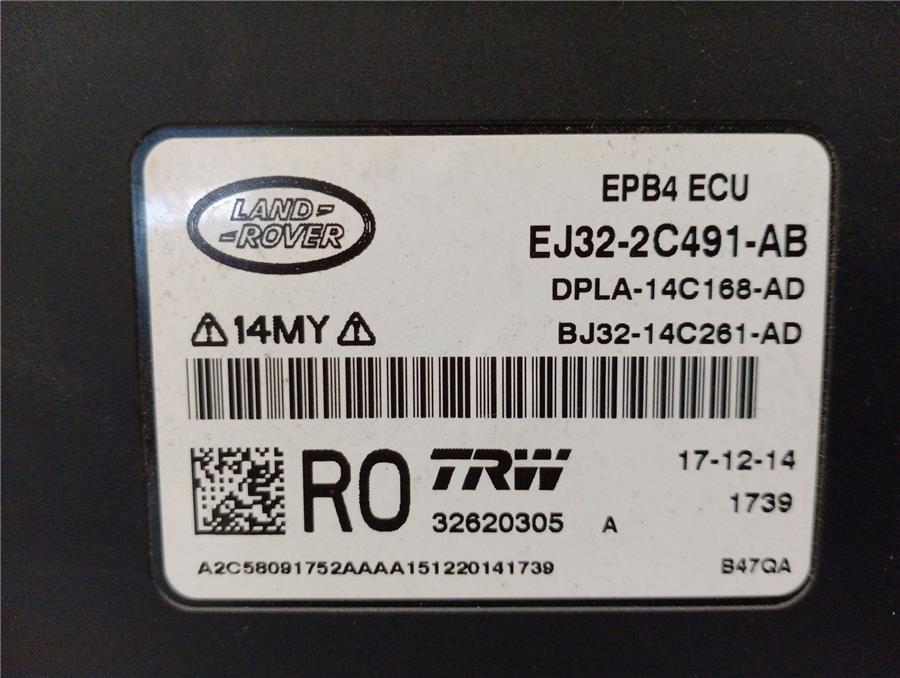 LAND-
-ROVER
EPB4 ECU
EJ32-2C491-AB
DPLA-14C168-AD
14MY
BJ32-14C261-AD
RO
TRW
32620305 A
17-12-14
1739
A2C58091752AAAA151220141739
B47QA